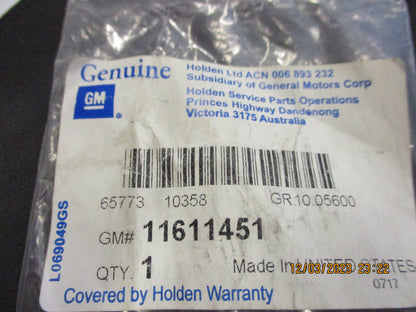 Genuine
GM
Holden Ltd ACN 006 893 232
Subsidiary of General Motors Corp
Holden Service Parts Operations
Princes Highway Dandenong
Victoria 3175 Australia
65773 10358 GR.10.05600
GM# 11611451
QTY. 1 Made In UNITED STATES
12/03/2023 23 22
0717
Covered by Holden Warranty
L069049GS